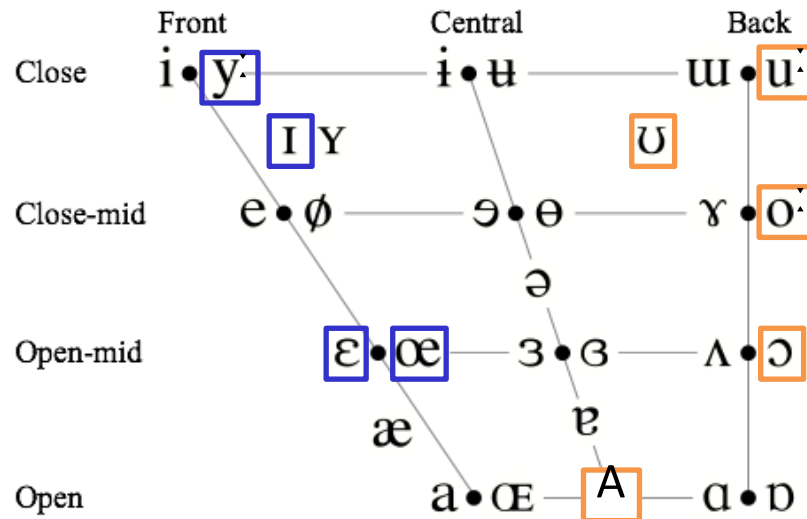 Front Central Back
Close i y ː ɨ ʉ ɯ u ː
ɪ ʏ ʊ
Close-mid e ø ɘ ɵ ɤ o ː
ə
Open-mid ɛ œ ɜ ɞ ʌ ɔ
æ ɐ
Open a ɶ A ɑ ɒ